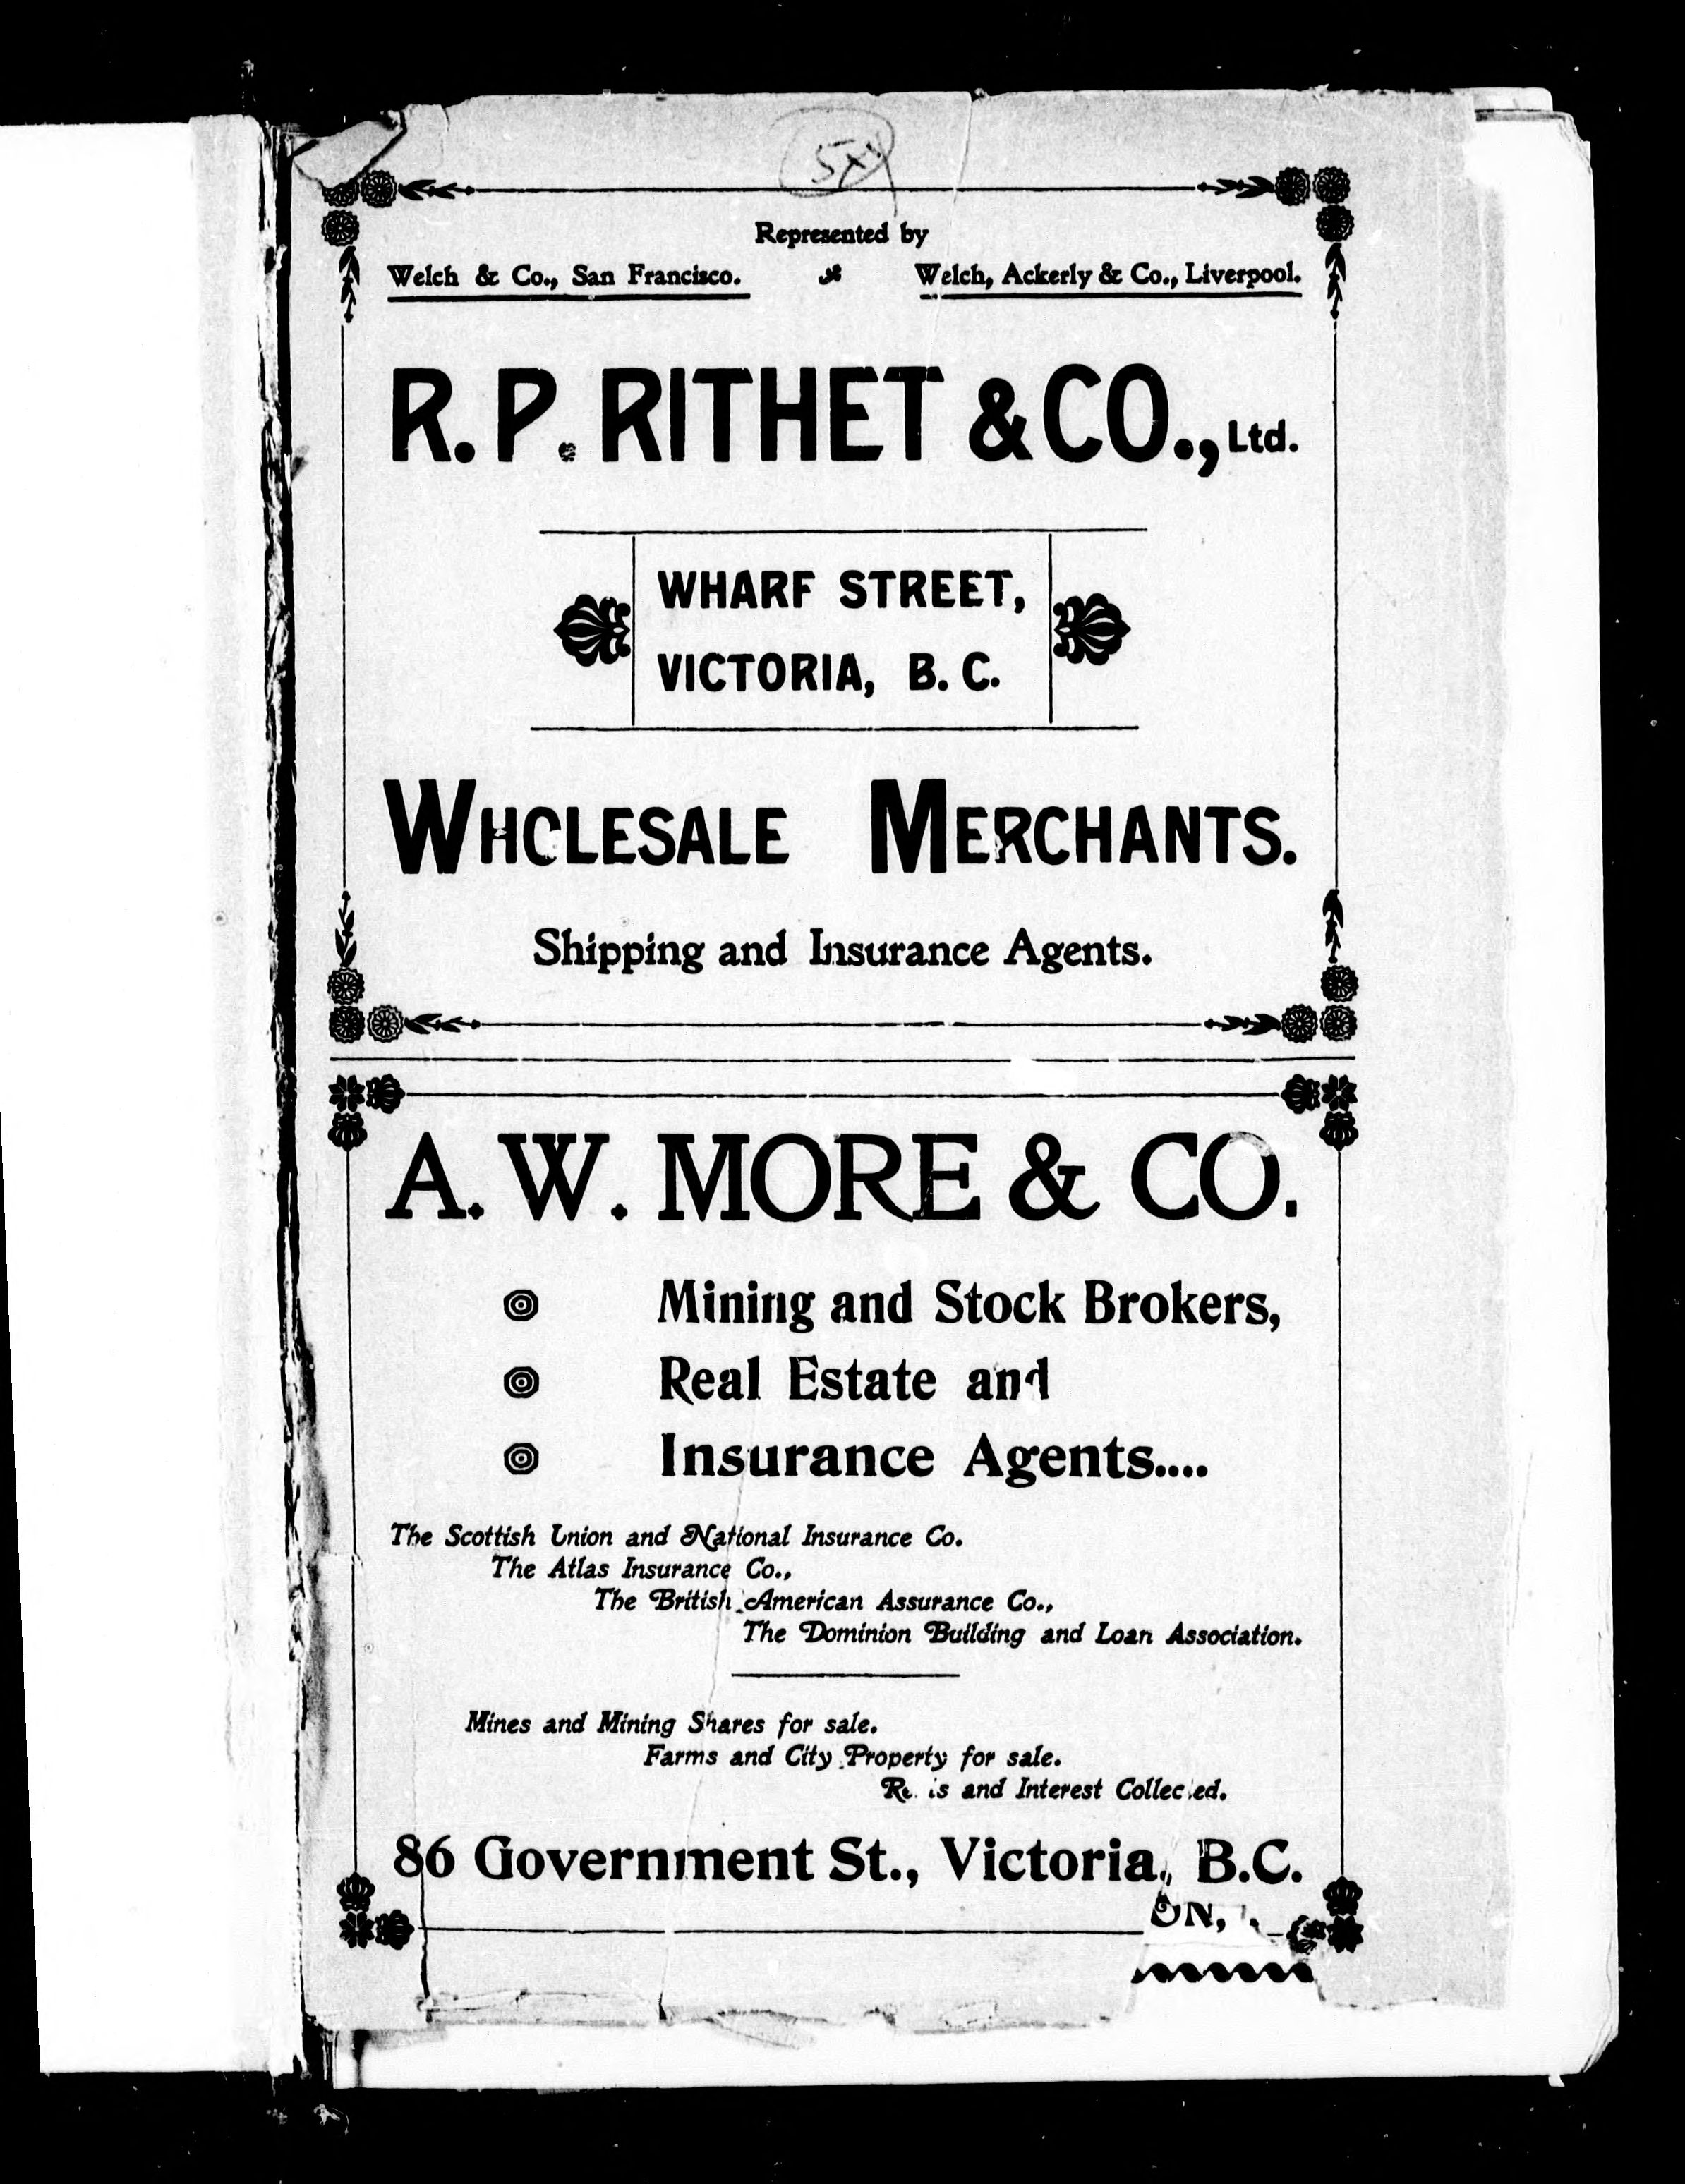 Represented by
Welch & Co., San Francisco. Welch, Ackerly & Co., Liverpool.
R. P. RITHET & CO., Ltd.
WHARF STREET,
VICTORIA, B. C.
WHOLESALE MERCHANTS.
Shipping and Insurance Agents.
A. W. MORE & CO.
Mining and Stock Brokers,
Real Estate and
Insurance Agents....
The Scottish Union and National Insurance Co.
The Atlas Insurance Co.,
The British American Assurance Co.,
The Dominion Building and Loan Association.
Mines and Mining Shares for sale.
Farms and City Property for sale.
and Interest Collected.
86 Government St., Victoria, B.C.
ON,